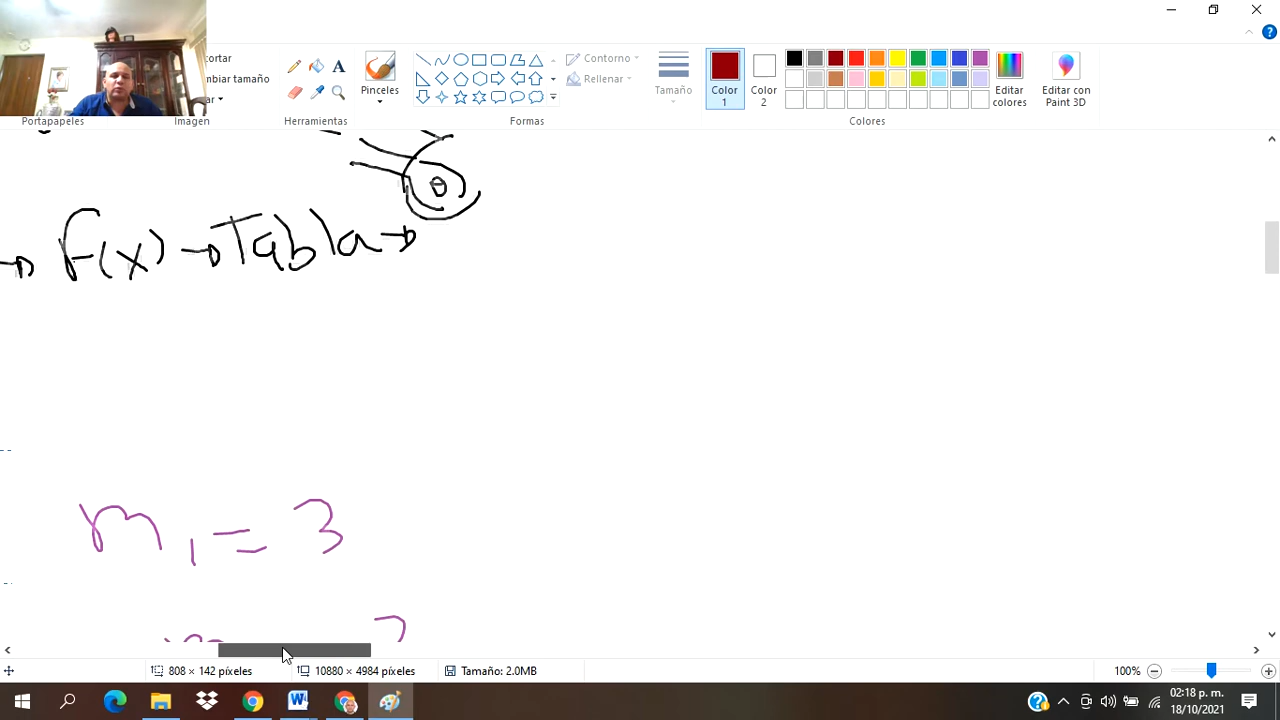 cortar
mbiar tamaño
ar
Portapapeles
Imagen
Pinceles
Herramientas
Contorno
Rellenar
Formas
Tamaño
Color 1
Color 2
Editar colores
Editar con Paint 3D
Colores
f(x) → Tabla →
m₁ = 3
808 × 142 píxeles
10880 × 4984 píxeles
Tamaño: 2.0MB
100%
02:18 p. m.
18/10/2021